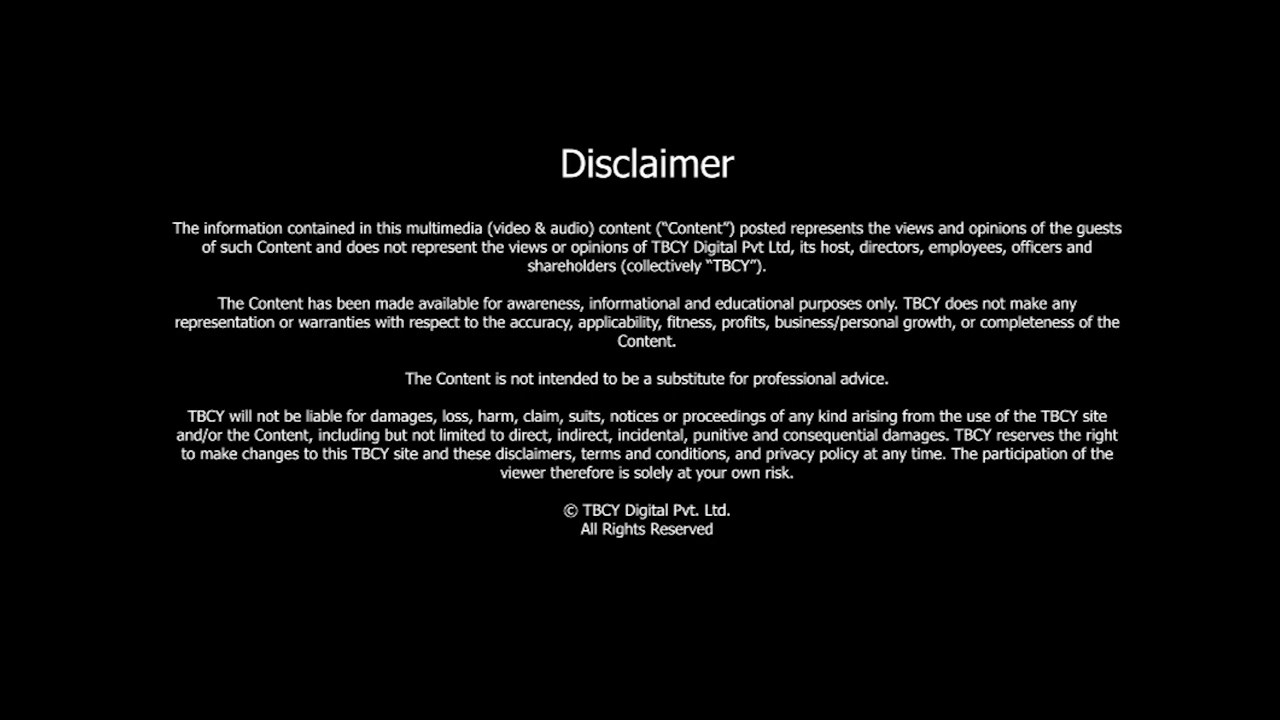 Disclaimer
The information contained in this multimedia (video & audio) content (“Content”) posted represents the views and opinions of the guests
of such Content and does not represent the views or opinions of TBCY Digital Pvt Ltd, its host, directors, employees, officers and
shareholders (collectively “TBCY”).
The Content has been made available for awareness, informational and educational purposes only. TBCY does not make any
representation or warranties with respect to the accuracy, applicability, fitness, profits, business/personal growth, or completeness of the
Content.
The Content is not intended to be a substitute for professional advice.
TBCY will not be liable for damages, loss, harm, claim, suits, notices or proceedings of any kind arising from the use of the TBCY site
and/or the Content, including but not limited to direct, indirect, incidental, punitive and consequential damages. TBCY reserves the right
to make changes to this TBCY site and these disclaimers, terms and conditions, and privacy policy at any time. The participation of the
viewer therefore is solely at your own risk.
© TBCY Digital Pvt. Ltd.
All Rights Reserved